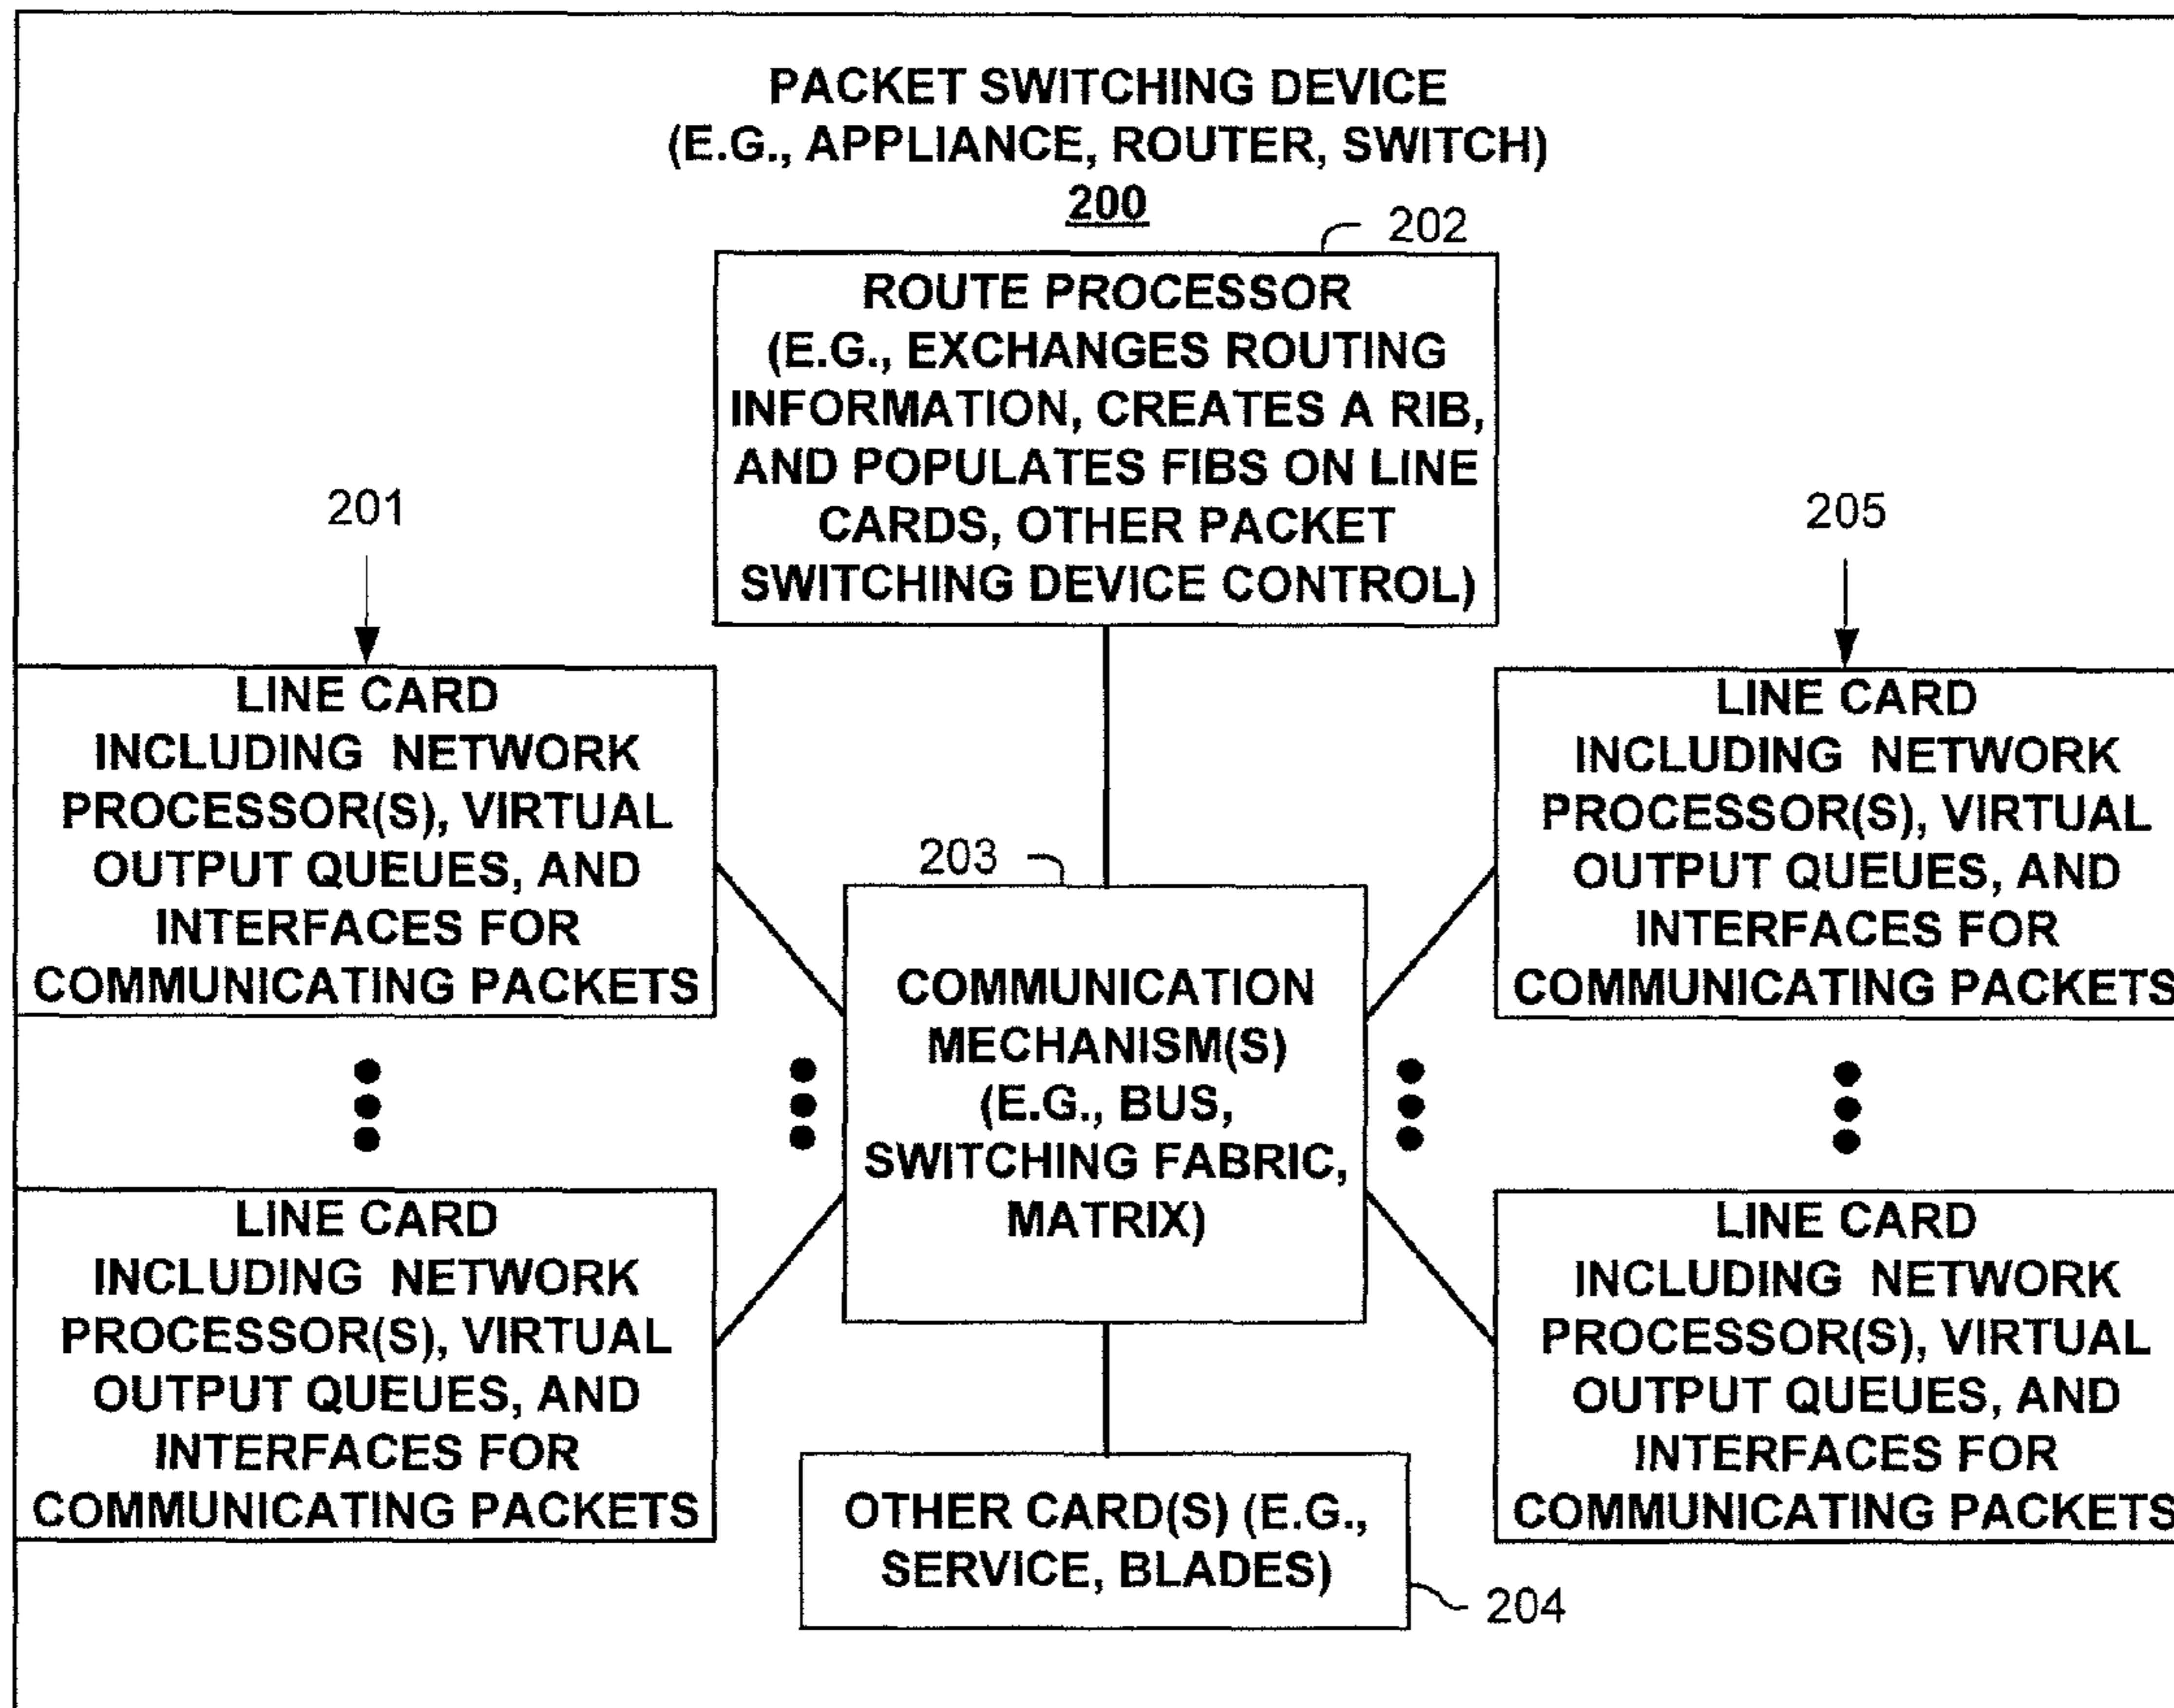 PACKET SWITCHING DEVICE
(E.G., APPLIANCE, ROUTER, SWITCH)
200
202
ROUTE PROCESSOR
(E.G., EXCHANGES ROUTING
INFORMATION, CREATES A RIB,
AND POPULATES FIBS ON LINE
CARDS, OTHER PACKET
SWITCHING DEVICE CONTROL)
201
LINE CARD
INCLUDING NETWORK
PROCESSOR(S), VIRTUAL
OUTPUT QUEUES, AND
INTERFACES FOR
COMMUNICATING PACKETS
205
LINE CARD
INCLUDING NETWORK
PROCESSOR(S), VIRTUAL
OUTPUT QUEUES, AND
INTERFACES FOR
COMMUNICATING PACKETS
203
COMMUNICATION
MECHANISM(S)
(E.G., BUS,
SWITCHING FABRIC,
MATRIX)
LINE CARD
INCLUDING NETWORK
PROCESSOR(S), VIRTUAL
OUTPUT QUEUES, AND
INTERFACES FOR
COMMUNICATING PACKETS
LINE CARD
INCLUDING NETWORK
PROCESSOR(S), VIRTUAL
OUTPUT QUEUES, AND
INTERFACES FOR
COMMUNICATING PACKETS
OTHER CARD(S) (E.G.,
SERVICE, BLADES)
204